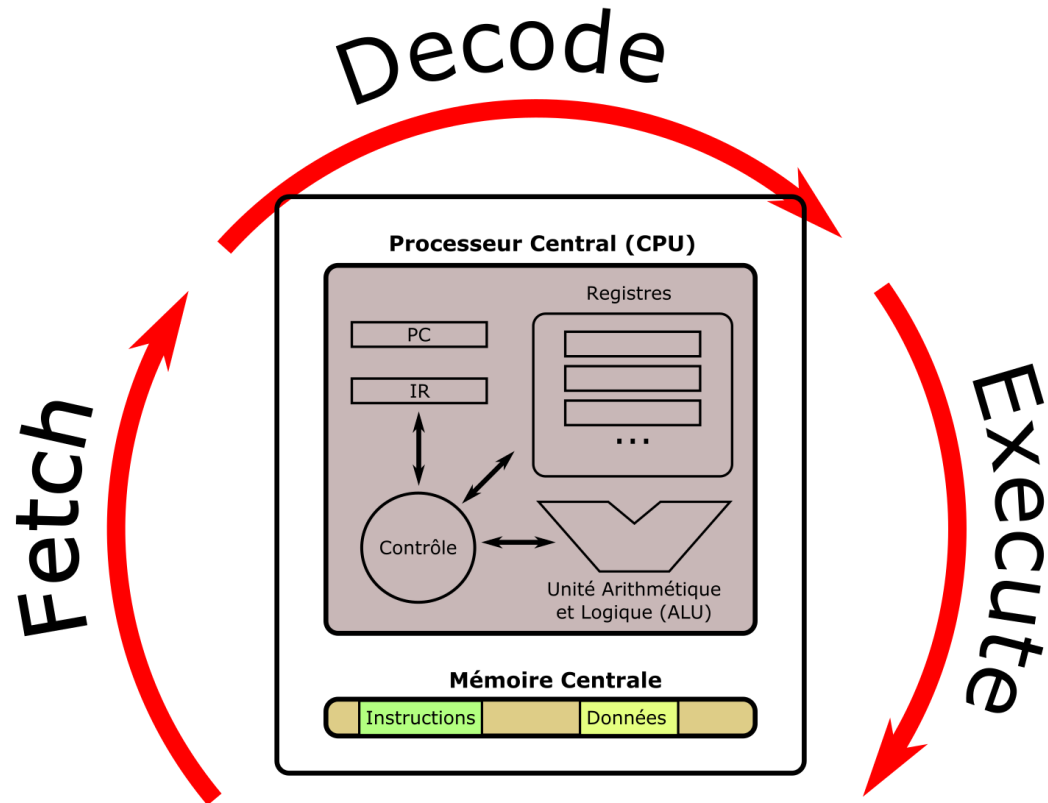 Decode
Fetch
Execute
Processeur Central (CPU)
Registres
PC
IR
...
Contrôle
Unité Arithmétique
et Logique (ALU)
Mémoire Centrale
Instructions
Données